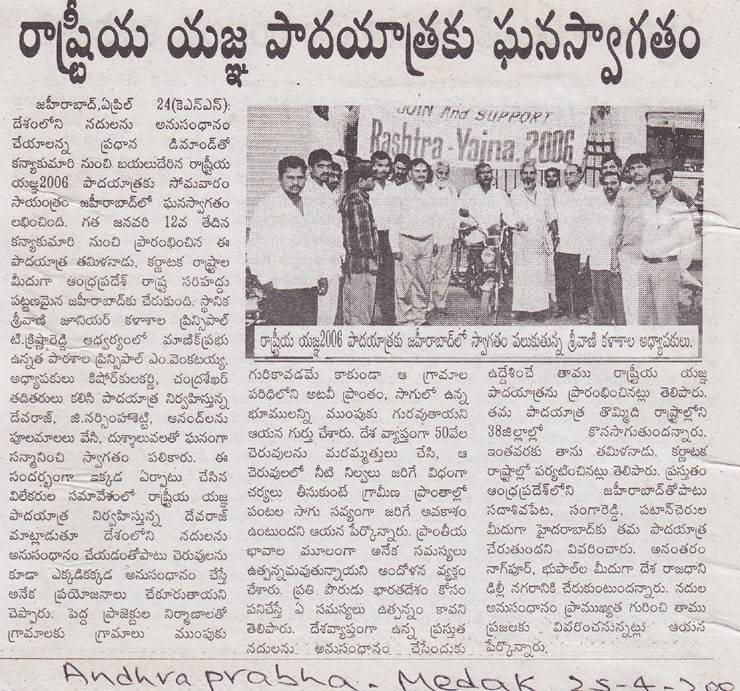 రాష్ట్రీయ యజ్ఞ పాదయాత్రకు ఘనస్వాగతం
జహీరాబాద్,ఏప్రిల్ 24(కెఎన్ఎన్):
దేశంలోని నదులను అనుసంధానం
చేయాలన్న ప్రధాన డిమాండ్‌తో
కన్యాకుమారి నుంచి బయలుదేరిన రాష్ట్రీయ
యజ్ఞ2006 పాదయాత్రకు సోమవారం
సాయంత్రం జహీరాబాద్‌లో ఘనస్వాగతం
లభించింది. గత జనవరి 12వ తేదిన
కన్యాకుమారి నుంచి ప్రారంభించిన ఈ
పాదయాత్ర తమిళనాడు, కర్ణాటక రాష్ట్రాల
మీదుగా ఆంధ్రప్రదేశ్ రాష్ట్ర సరిహద్దు
పట్టణమైన జహీరాబాద్‌కు చేరుకుంది. స్థానిక
శ్రీవాణి జూనియర్ కళాశాల ప్రిన్సిపాల్
టి.క్రిష్ణారెడ్డి ఆధ్వర్యంలో మాణిక్‌ప్రభు
ఉన్నత పాఠశాల ప్రిన్సిపాల్ ఎం.వెంకటయ్య,
అధ్యాపకులు కిషోర్‌కులకర్ణి, చంద్రశేఖర్
తదితరులు కలిసి పాదయాత్ర నిర్వహిస్తున్న
దేవరాజ్, జి.నర్సింహాశెట్టి, ఆనంద్‌లను
పూలమాలలు వేసి, దుశ్శాలువలతో ఘనంగా
సన్మానించి స్వాగతం పలికారు. ఈ
సందర్భంగా ఇక్కడ ఏర్పాటు చేసిన
విలేకరుల సమావేశంలో రాష్ట్రీయ యజ్ఞ
పాదయాత్ర నిర్వహిస్తున్న దేవరాజ్
మాట్లాడుతూ దేశంలోని నదులను
అనుసంధానం చేయడంతోపాటు చెరువులను
కూడా ఎక్కడికక్కడ అనుసంధానం చేస్తే
అనేక ప్రయోజనాలు చేకూరుతాయని
చెప్పారు. పెద్ద ప్రాజెక్టుల నిర్మాణాలతో
గ్రామాలకు గ్రామాలు ముంపుకు
JOIN And SUPPORT
Rashtra-Yajna. 2006
రాష్ట్రీయ యజ్ఞ2006 పాదయాత్రకు జహీరాబాద్‌లో స్వాగతం పలుకుతున్న శ్రీవాణి కళాశాల అధ్యాపకులు.
గురికావడమే కాకుండా ఆ గ్రామాల
పరిధిలోని అటవీ ప్రాంతం, సాగులో ఉన్న
భూములన్ని ముంపుకు గురవుతాయని
ఆయన గుర్తు చేశారు. దేశ వ్యాప్తంగా 50వేల
చెరువులను మరమ్మత్తులు చేసి, ఆ
చెరువులలో నీటి నిల్వలు జరిగే విధంగా
చర్యలు తీసుకుంటే గ్రామీణ ప్రాంతాల్లో
పంటల సాగు సవ్యంగా జరిగే అవకాశం
ఉంటుందని ఆయన పేర్కొన్నారు. ప్రాంతీయ
భావాల మూలంగా అనేక సమస్యలు
ఉత్పన్నమవుతున్నాయని ఆందోళన వ్యక్తం
చేశారు. ప్రతి పౌరుడు భారతదేశం కోసం
పనిచేస్తే ఏ సమస్యలు ఉత్పన్నం కావని
తెలిపారు. దేశవ్యాప్తంగా ఉన్న ప్రస్తుత
నదులను అనుసంధానం చేసేందుకు
ఉద్దేశించే తాము రాష్ట్రీయ యజ్ఞ
పాదయాత్రను ప్రారంభించినట్లు తెలిపారు.
తమ పాదయాత్ర తొమ్మిది రాష్ట్రాల్లోని
38జిల్లాల్లో కొనసాగుతుందన్నారు.
ఇంతవరకు తాను తమిళనాడు, కర్ణాటక
రాష్ట్రాల్లో పర్యటించినట్లు తెలిపారు. ప్రస్తుతం
ఆంధ్రప్రదేశ్‌లోని జహీరాబాద్‌తోపాటు
సదాశివపేట, సంగారెడ్డి, పటాన్‌చెరుల
మీదుగా హైదరాబాద్‌కు తమ పాదయాత్ర
చేరుతుందని వివరించారు. అనంతరం
నాగ్‌పూర్, భూపాల్‌ల మీదుగా దేశ రాజధాని
ఢిల్లీ నగరానికి చేరుకుంటుందన్నారు. నదుల
అనుసంధానం ప్రాముఖ్యత గురించి తాము
ప్రజలకు వివరించనున్నట్లు ఆయన
పేర్కొన్నారు.
Andhra prabha - Medak 25-4-200